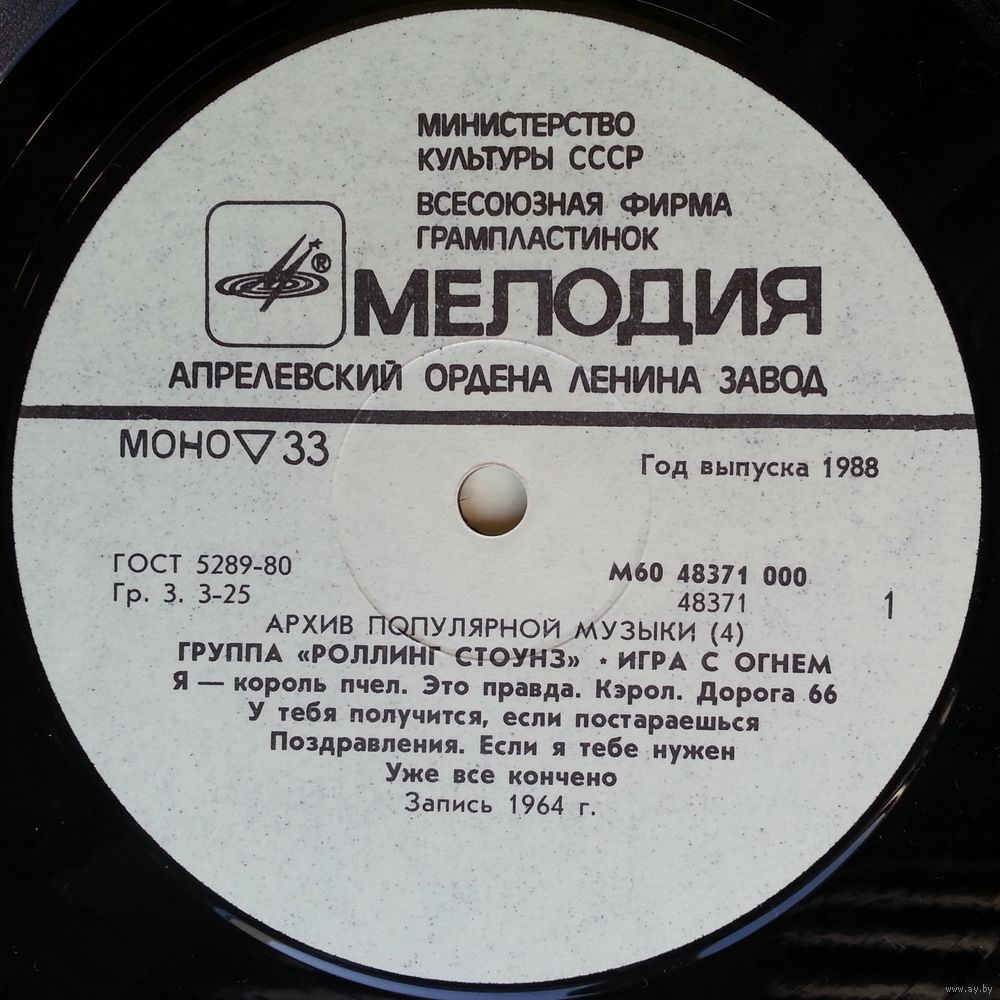 МИНИСТЕРСТВО
КУЛЬТУРЫ СССР
ВСЕСОЮЗНАЯ ФИРМА
ГРАМПЛАСТИНОК
®
МЕЛОДИЯ
АПРЕЛЕВСКИЙ ОРДЕНА ЛЕНИНА ЗАВОД
МОНО ▽ 33
Год выпуска 1988
ГОСТ 5289-80
Гр. 3. 3-25
М60 48371 000
48371
1
АРХИВ ПОПУЛЯРНОЙ МУЗЫКИ (4)
ГРУППА «РОЛЛИНГ СТОУНЗ» • ИГРА С ОГНЕМ
Я — король пчел. Это правда. Кэрол. Дорога 66
У тебя получится, если постараешься
Поздравления. Если я тебе нужен
Уже все кончено
Запись 1964 г.
www.ay.by